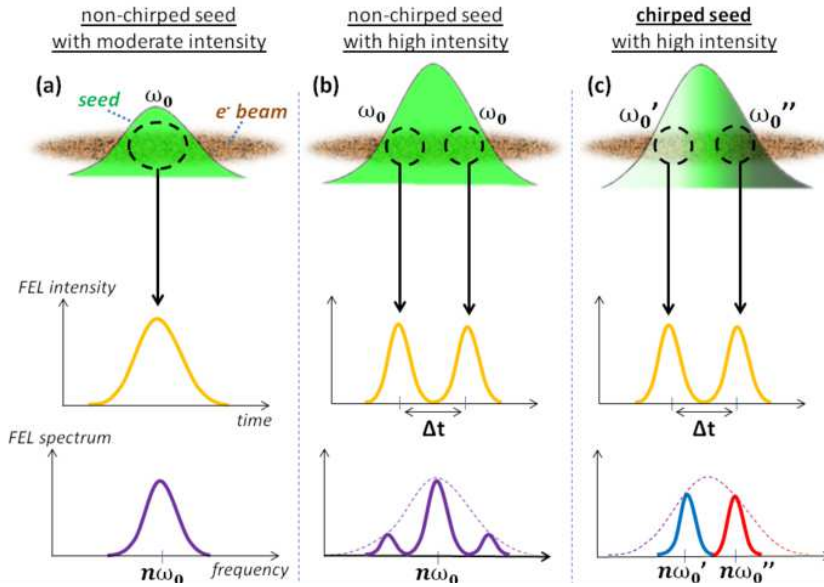 non-chirped seed
with moderate intensity
non-chirped seed
with high intensity
chirped seed
with high intensity
(a)
seed
ω₀
e⁻ beam
(b)
ω₀
ω₀
(c)
ω₀'
ω₀''
FEL intensity
time
Δt
Δt
FEL spectrum
nω₀
frequency
nω₀
nω₀'
nω₀''